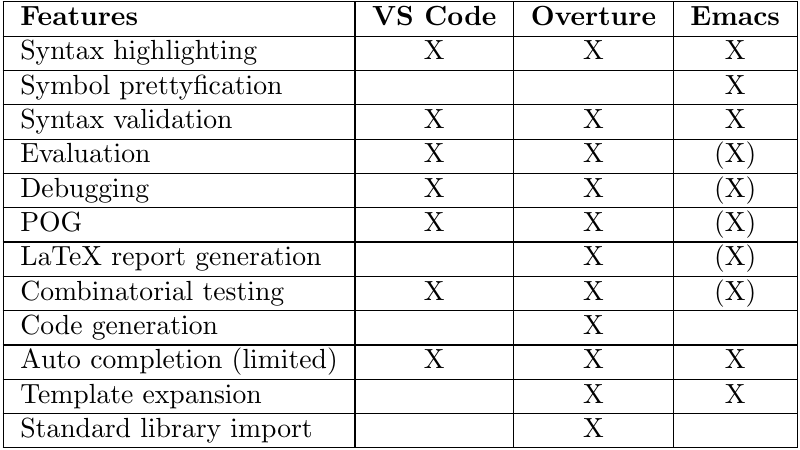 Features VS Code Overture Emacs
Syntax highlighting X X X
Symbol prettyfication X
Syntax validation X X X
Evaluation X X (X)
Debugging X X (X)
POG X X (X)
LaTeX report generation X (X)
Combinatorial testing X X (X)
Code generation X
Auto completion (limited) X X X
Template expansion X X
Standard library import X